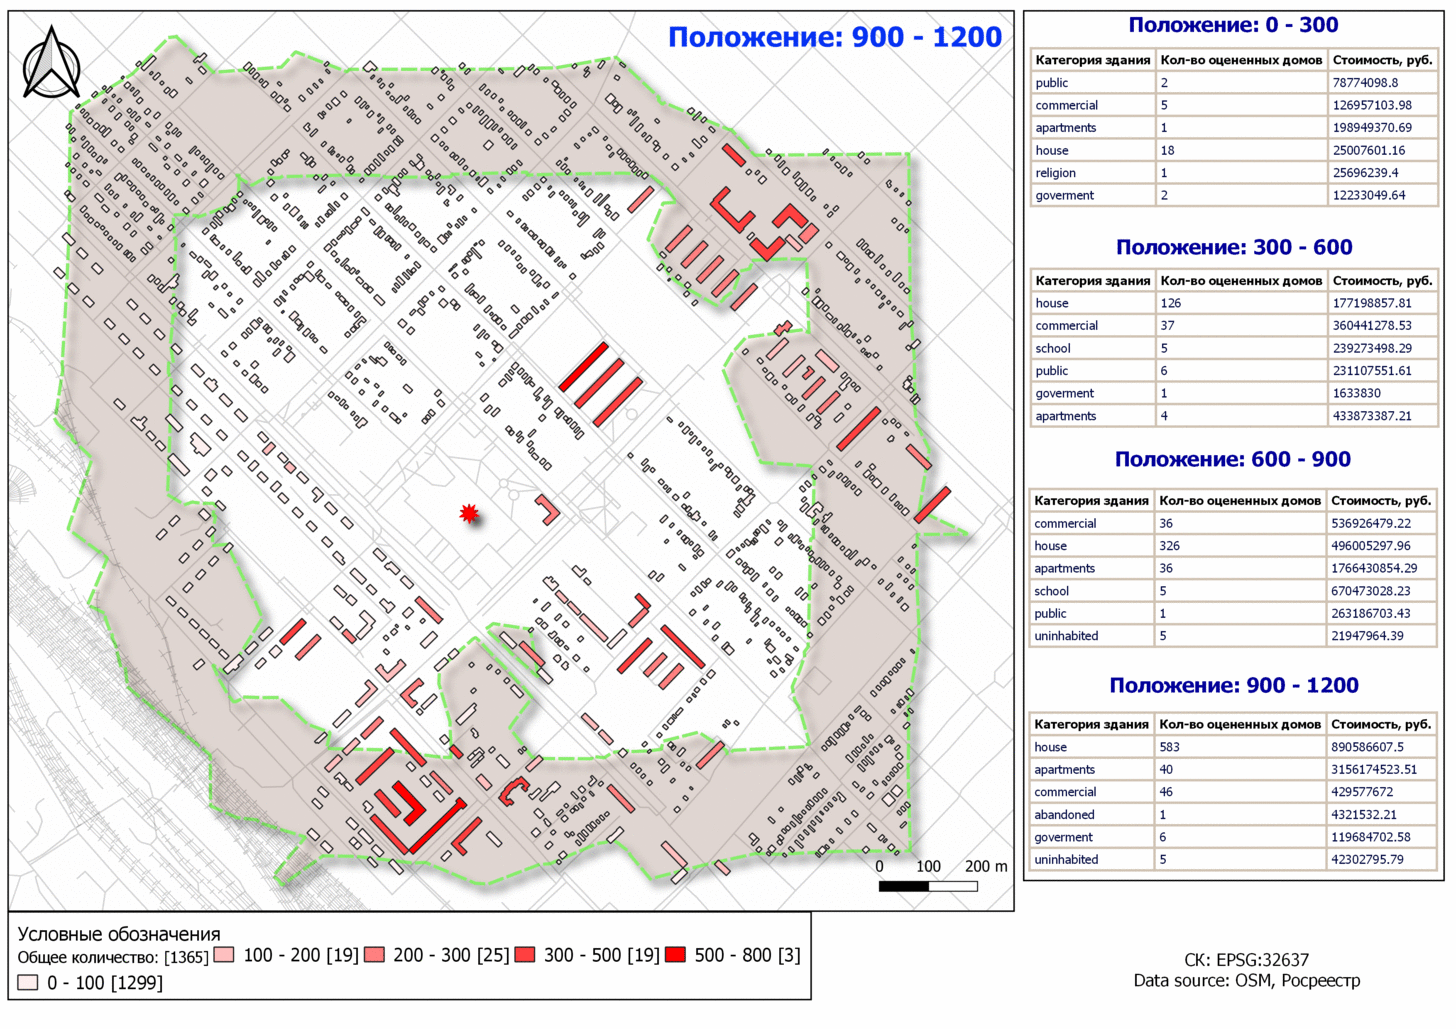 Положение: 900 - 1200
0 100 200 m
Положение: 0 - 300
Категория здания Кол-во оцененных домов Стоимость, руб.
public 2 78774098.8
commercial 5 126957103.98
apartments 1 198949370.69
house 18 25007601.16
religion 1 25696239.4
goverment 2 12233049.64
Положение: 300 - 600
Категория здания Кол-во оцененных домов Стоимость, руб.
house 126 177198857.81
commercial 37 360441278.53
school 5 239273498.29
public 6 231107551.61
goverment 1 1633830
apartments 4 433873387.21
Положение: 600 - 900
Категория здания Кол-во оцененных домов Стоимость, руб.
commercial 36 536926479.22
house 326 496005297.96
apartments 36 1766430854.29
school 5 670473028.23
public 1 263186703.43
uninhabited 5 21947964.39
Положение: 900 - 1200
Категория здания Кол-во оцененных домов Стоимость, руб.
house 583 890586607.5
apartments 40 3156174523.51
commercial 46 429577672
abandoned 1 4321532.21
goverment 6 119684702.58
uninhabited 5 42302795.79
Условные обозначения
Общее количество: [1365] 100 - 200 [19] 200 - 300 [25] 300 - 500 [19] 500 - 800 [3]
0 - 100 [1299]
СК: EPSG:32637
Data source: OSM, Росреестр